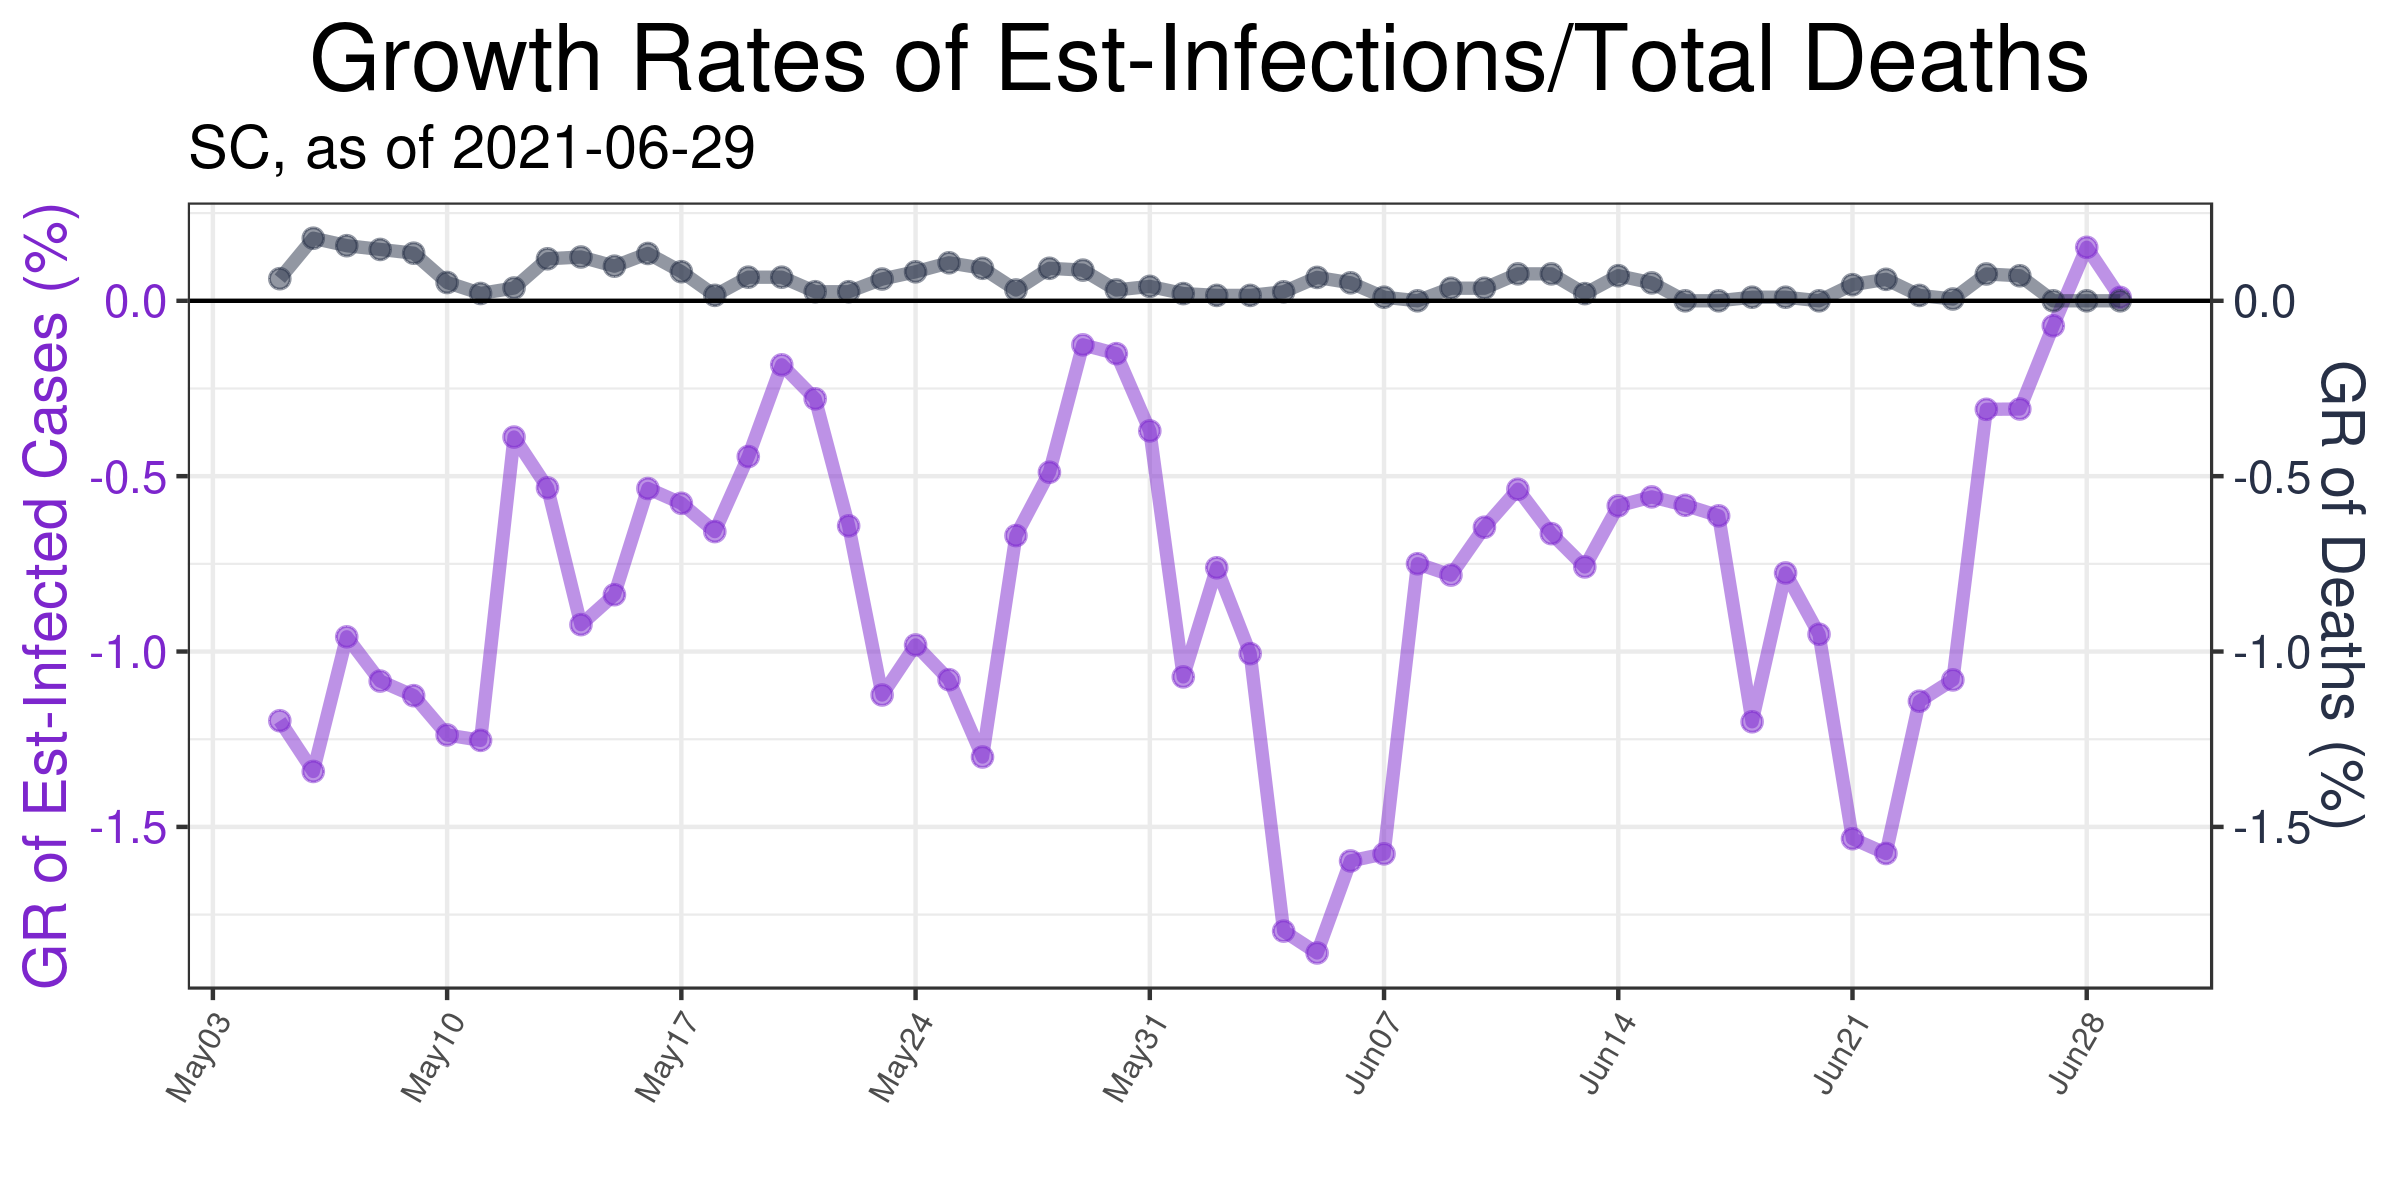 Growth Rates of Est-Infections/Total Deaths
SC, as of 2021-06-29
GR of Est-Infected Cases (%)
0.0
-0.5
-1.0
-1.5
0.0
-0.5
-1.0
-1.5
GR of Deaths (%)
May03
May10
May17
May24
May31
Jun07
Jun14
Jun21
Jun28